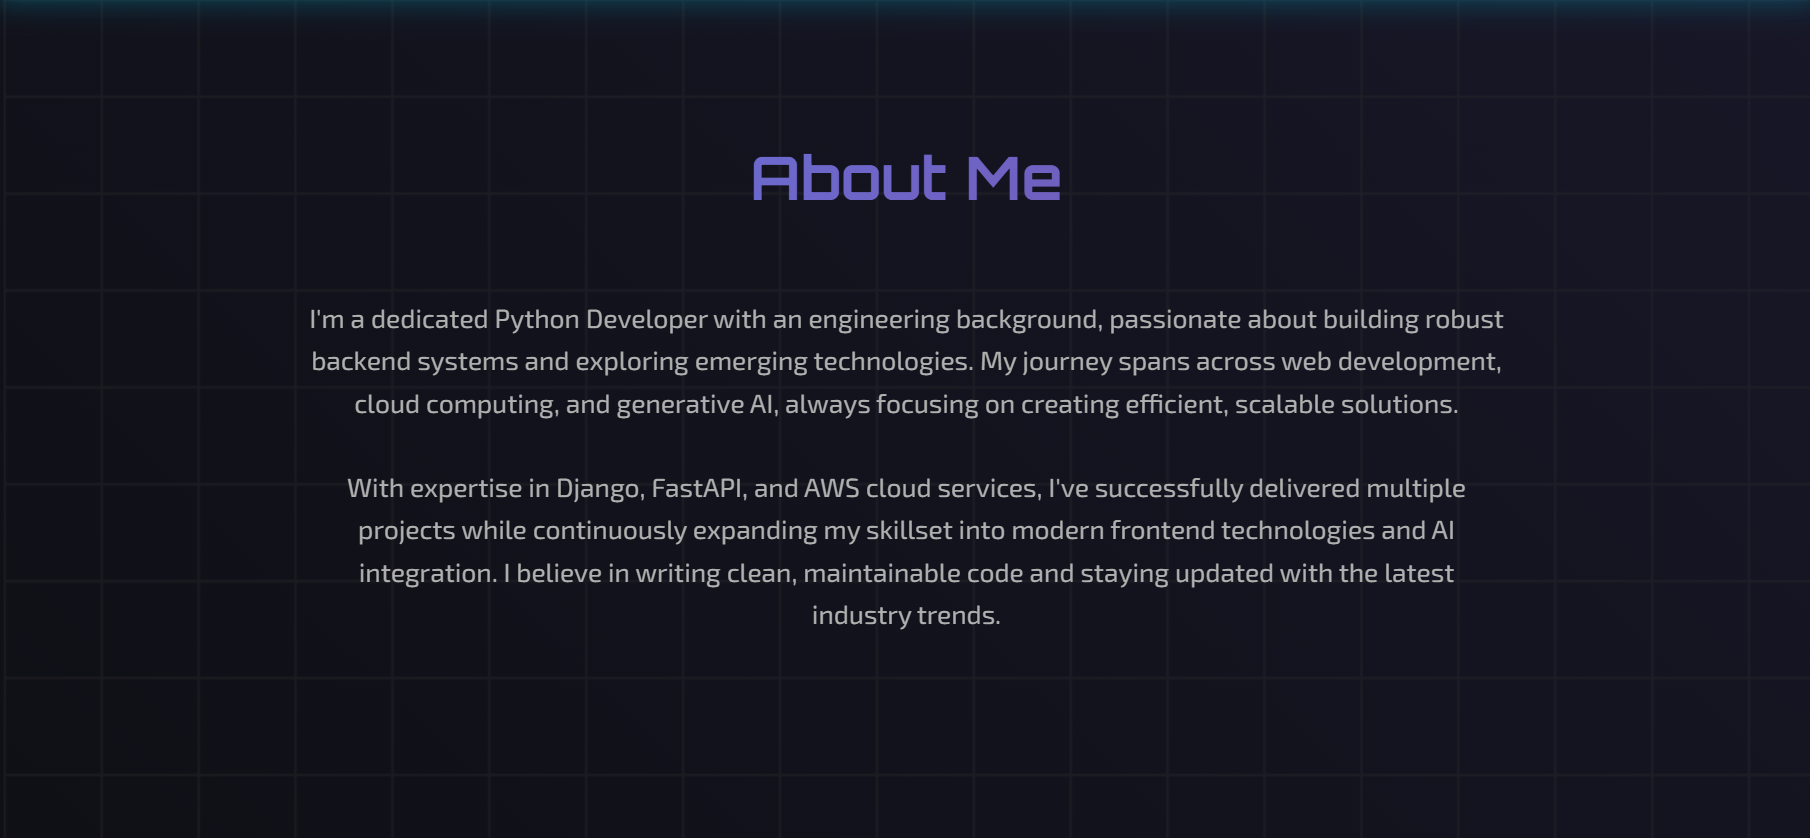 About Me
I'm a dedicated Python Developer with an engineering background, passionate about building robust
backend systems and exploring emerging technologies. My journey spans across web development,
cloud computing, and generative AI, always focusing on creating efficient, scalable solutions.
With expertise in Django, FastAPI, and AWS cloud services, I've successfully delivered multiple
projects while continuously expanding my skillset into modern frontend technologies and AI
integration. I believe in writing clean, maintainable code and staying updated with the latest
industry trends.